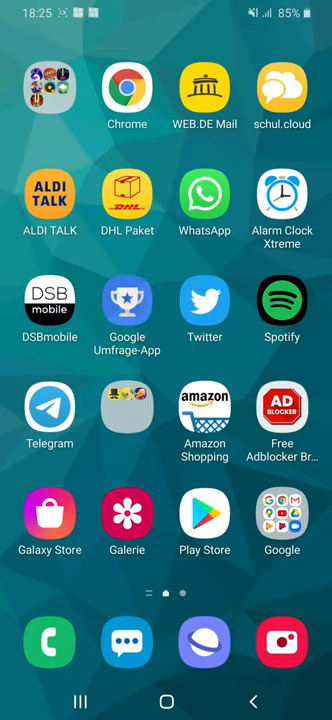 18:25
85%
Chrome
WEB.DE Mail
schul.cloud
ALDI
TALK
DHL
ALDI TALK
DHL Paket
WhatsApp
Alarm Clock
Xtreme
DSB
mobile
DSBmobile
Google
Umfrage-App
Twitter
Spotify
amazon
AD
BLOCKER
Telegram
Amazon
Shopping
Free
Adblocker Br...
Galaxy Store
Galerie
Play Store
Google